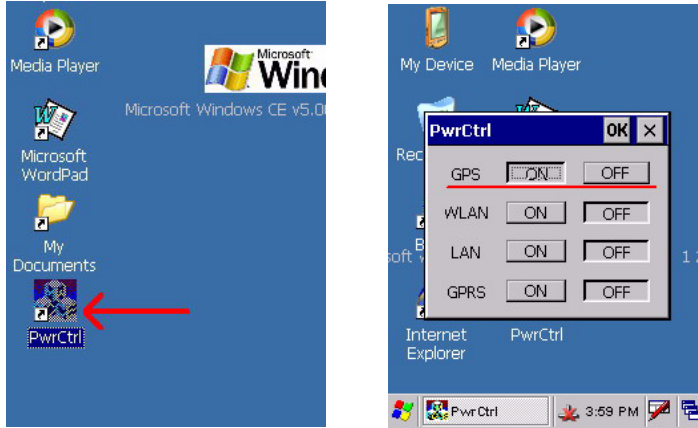 Media Player
Microsoft
Microsoft Windows CE v5.0
Microsoft
WordPad
My
Documents
PwrCtrl
My Device
Media Player
PwrCtrl
OK
GPS ON OFF
WLAN ON OFF
LAN ON OFF
GPRS ON OFF
Internet
Explorer
PwrCtrl
PwrCtrl
3:59 PM